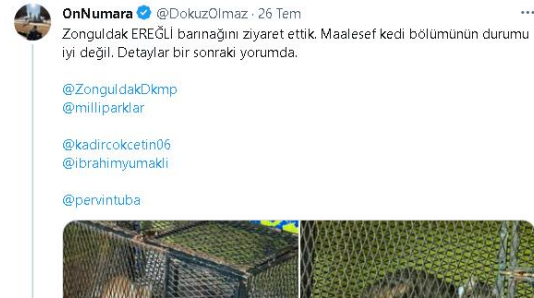 OnNumara @DokuzOlmaz · 26 Tem
Zonguldak EREĞLİ barınağını ziyaret ettik. Maalesef kedi bölümünün durumu
iyi değil. Detaylar bir sonraki yorumda.
@ZonguldakDkmp
@milliparklar
@kadircokcetin06
@ibrahimyumakli
@pervintuba